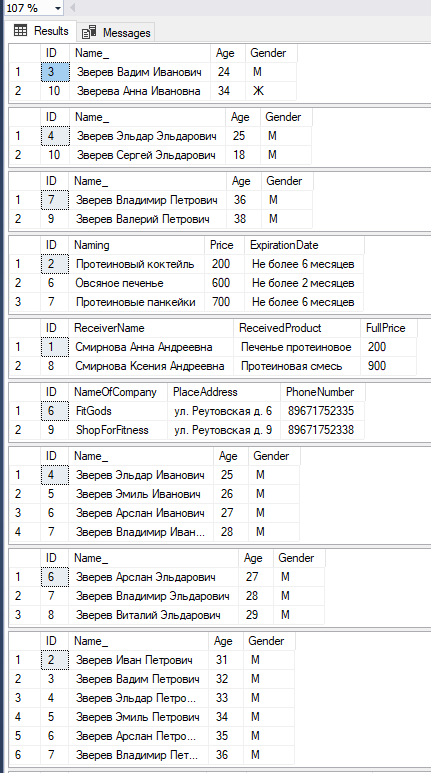 107 %
Results Messages
ID Name_ Age Gender
1 3 Зверев Вадим Иванович 24 М
2 10 Зверева Анна Ивановна 34 Ж
ID Name_ Age Gender
1 4 Зверев Эльдар Эльдарович 25 М
2 10 Зверев Сергей Эльдарович 18 М
ID Name_ Age Gender
1 7 Зверев Владимир Петрович 36 М
2 9 Зверев Валерий Петрович 38 М
ID Naming Price ExpirationDate
1 2 Протеиновый коктейль 200 Не более 6 месяцев
2 6 Овсяное печенье 600 Не более 2 месяцев
3 7 Протеиновые панкейки 700 Не более 6 месяцев
ID ReceiverName ReceivedProduct FullPrice
1 1 Смирнова Анна Андреевна Печенье протеиновое 200
2 8 Смирнова Ксения Андреевна Протеиновая смесь 900
ID NameOfCompany PlaceAddress PhoneNumber
1 6 FitGods ул. Реутовская д. 6 89671752335
2 9 ShopForFitness ул. Реутовская д. 9 89671752338
ID Name_ Age Gender
1 4 Зверев Эльдар Иванович 25 М
2 5 Зверев Эмиль Иванович 26 М
3 6 Зверев Арслан Иванович 27 М
4 7 Зверев Владимир Иван... 28 М
ID Name_ Age Gender
1 6 Зверев Арслан Эльдарович 27 М
2 7 Зверев Владимир Эльдарович 28 М
3 8 Зверев Виталий Эльдарович 29 М
ID Name_ Age Gender
1 2 Зверев Иван Петрович 31 М
2 3 Зверев Вадим Петрович 32 М
3 4 Зверев Эльдар Петро... 33 М
4 5 Зверев Эмиль Петрович 34 М
5 6 Зверев Арслан Петро... 35 М
6 7 Зверев Владимир Пет... 36 М